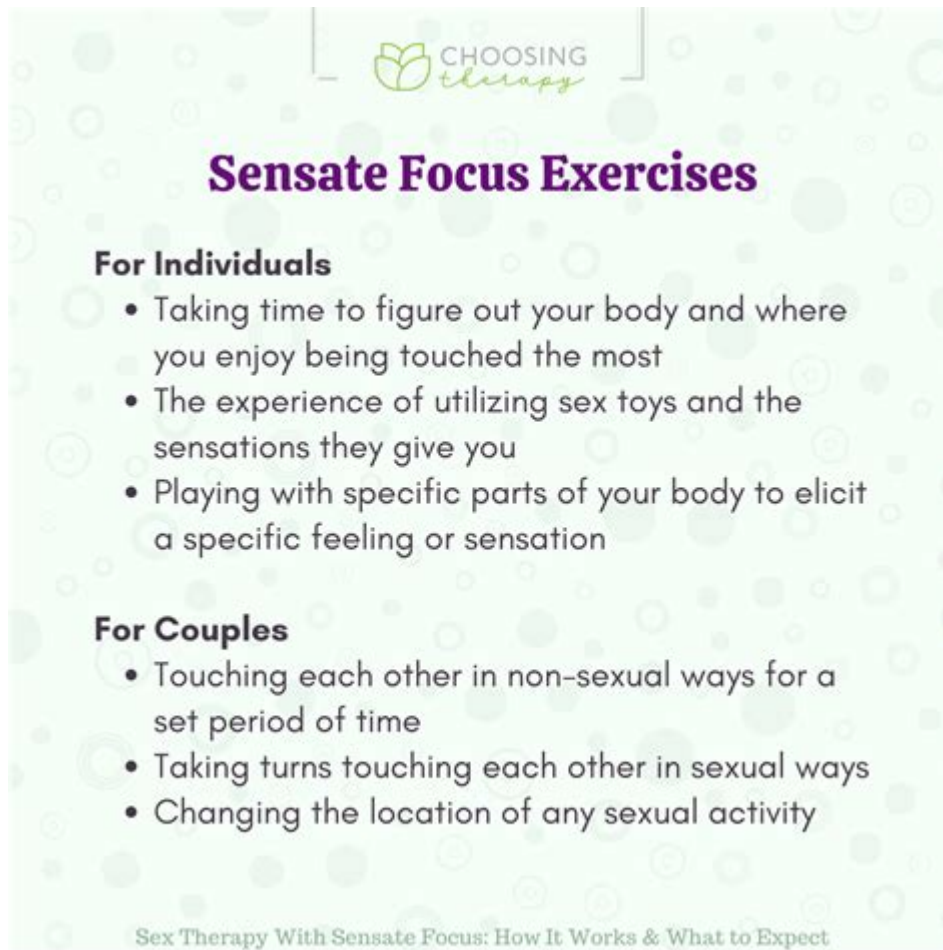 CHOOSING
therapy
Sensate Focus Exercises
For Individuals
• Taking time to figure out your body and where
you enjoy being touched the most
• The experience of utilizing sex toys and the
sensations they give you
• Playing with specific parts of your body to elicit
a specific feeling or sensation
For Couples
• Touching each other in non-sexual ways for a
set period of time
• Taking turns touching each other in sexual ways
• Changing the location of any sexual activity
Sex Therapy With Sensate Focus: How It Works & What to Expect